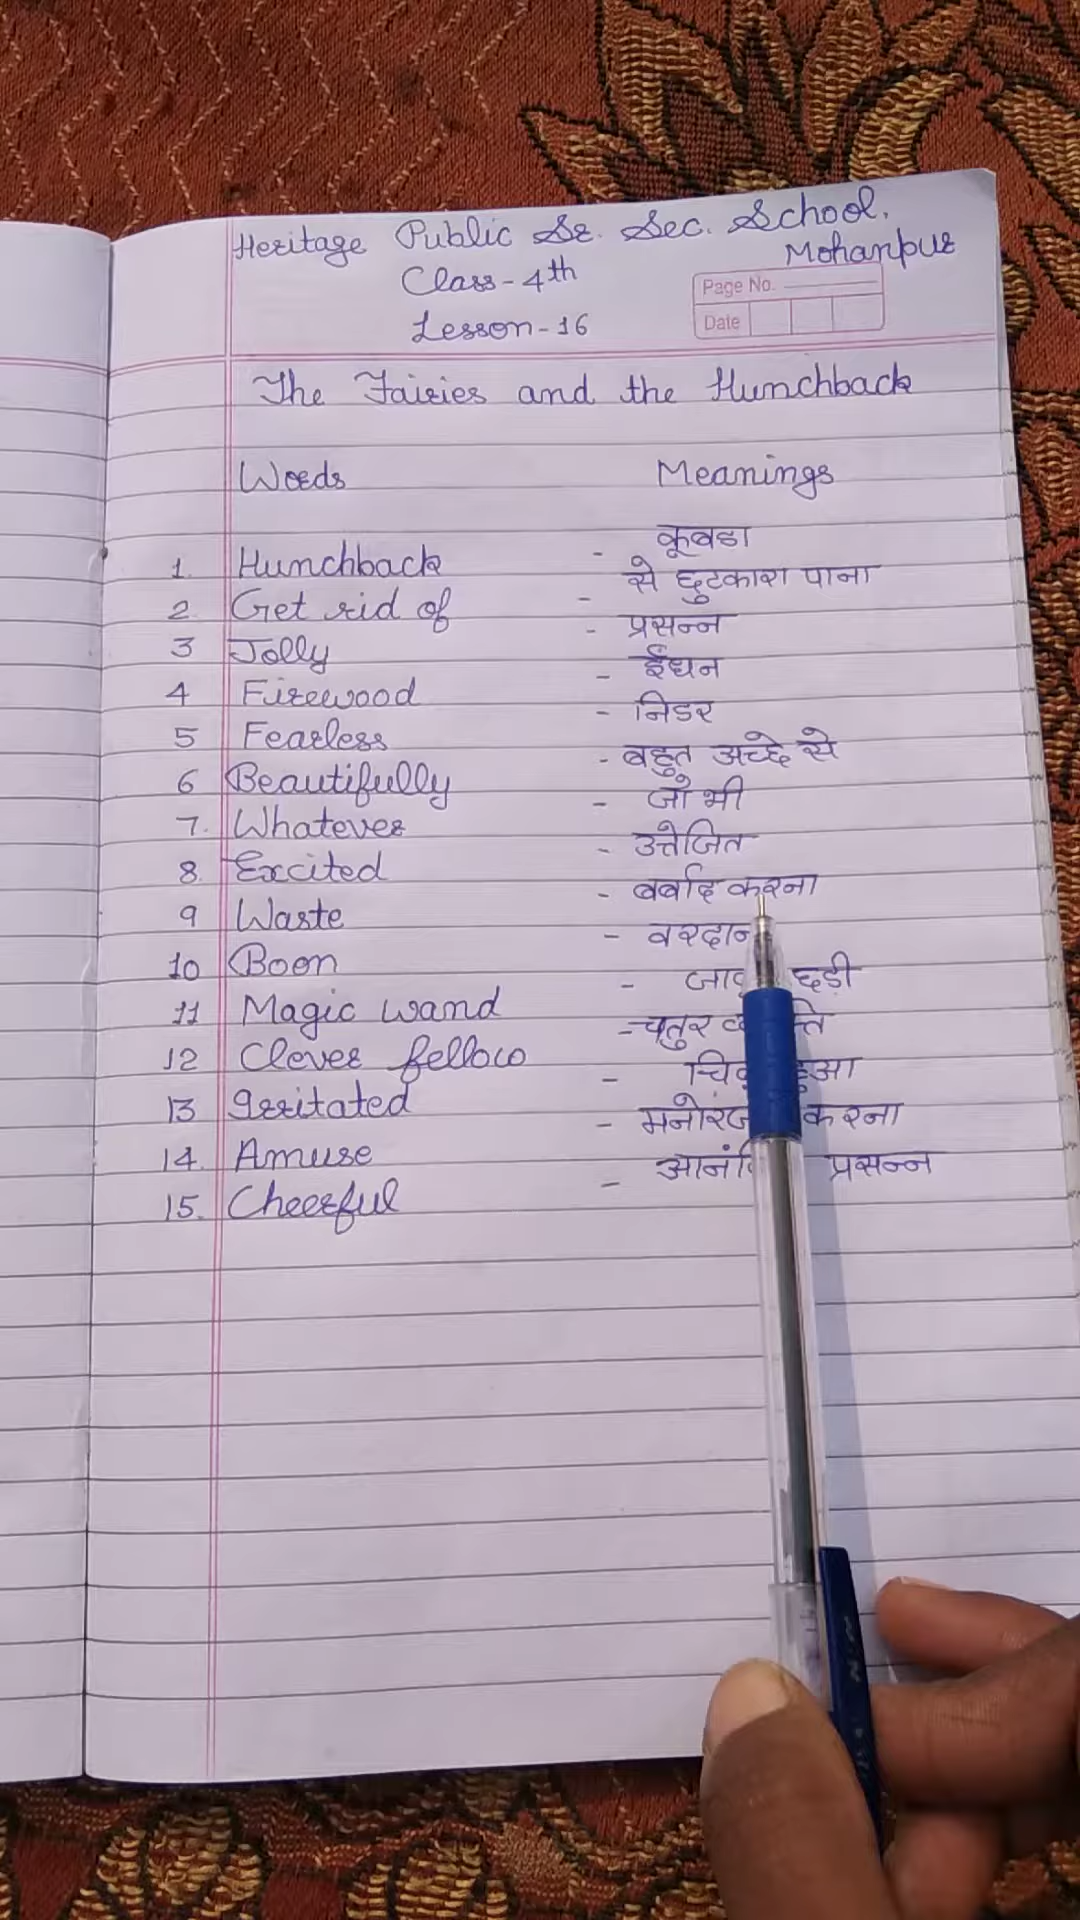 Heritage Public Sr. Sec. School,
Mohanpur
Class-4th
Lesson-16
Page No.
Date
The Fairies and the Hunchback
Words Meanings
1. Hunchback - कूबडा
2 Get rid of - से छुटकारा पाना
3 Jolly - प्रसन्न
4 Firewood - ईंधन
5 Fearless - निडर
6 Beautifully - बहुत अच्छे से
7. Whatever - जो भी
8. Excited - उत्तेजित
9 Waste - बर्बाद करना
10 Boon - वरदान
11 Magic wand - छड़ी
12 Clever fellow - चतुर
13 Irritated - हुआ
14. Amuse - करना
15. Cheerful - प्रसन्न